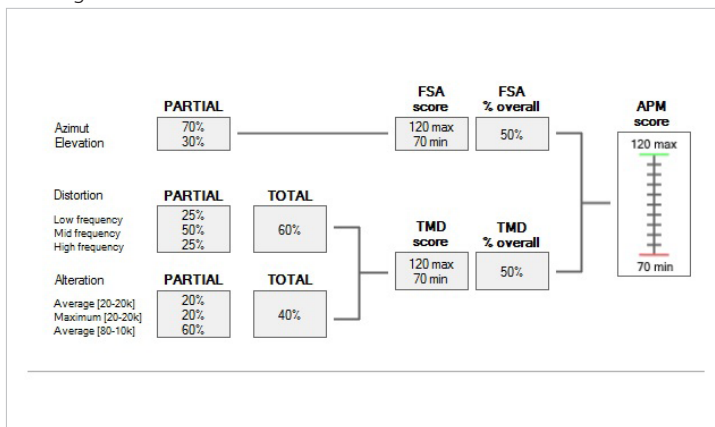 FSA score
FSA % overall
APM score
PARTIAL
Azimut
Elevation
70%
30%
120 max
70 min
50%
120 max
70 min
Distortion
PARTIAL
TOTAL
Low frequency
Mid frequency
High frequency
25%
50%
25%
60%
TMD score
TMD % overall
120 max
70 min
50%
Alteration
PARTIAL
TOTAL
Average [20-20k]
Maximum [20-20k]
Average [80-10k]
20%
20%
60%
40%